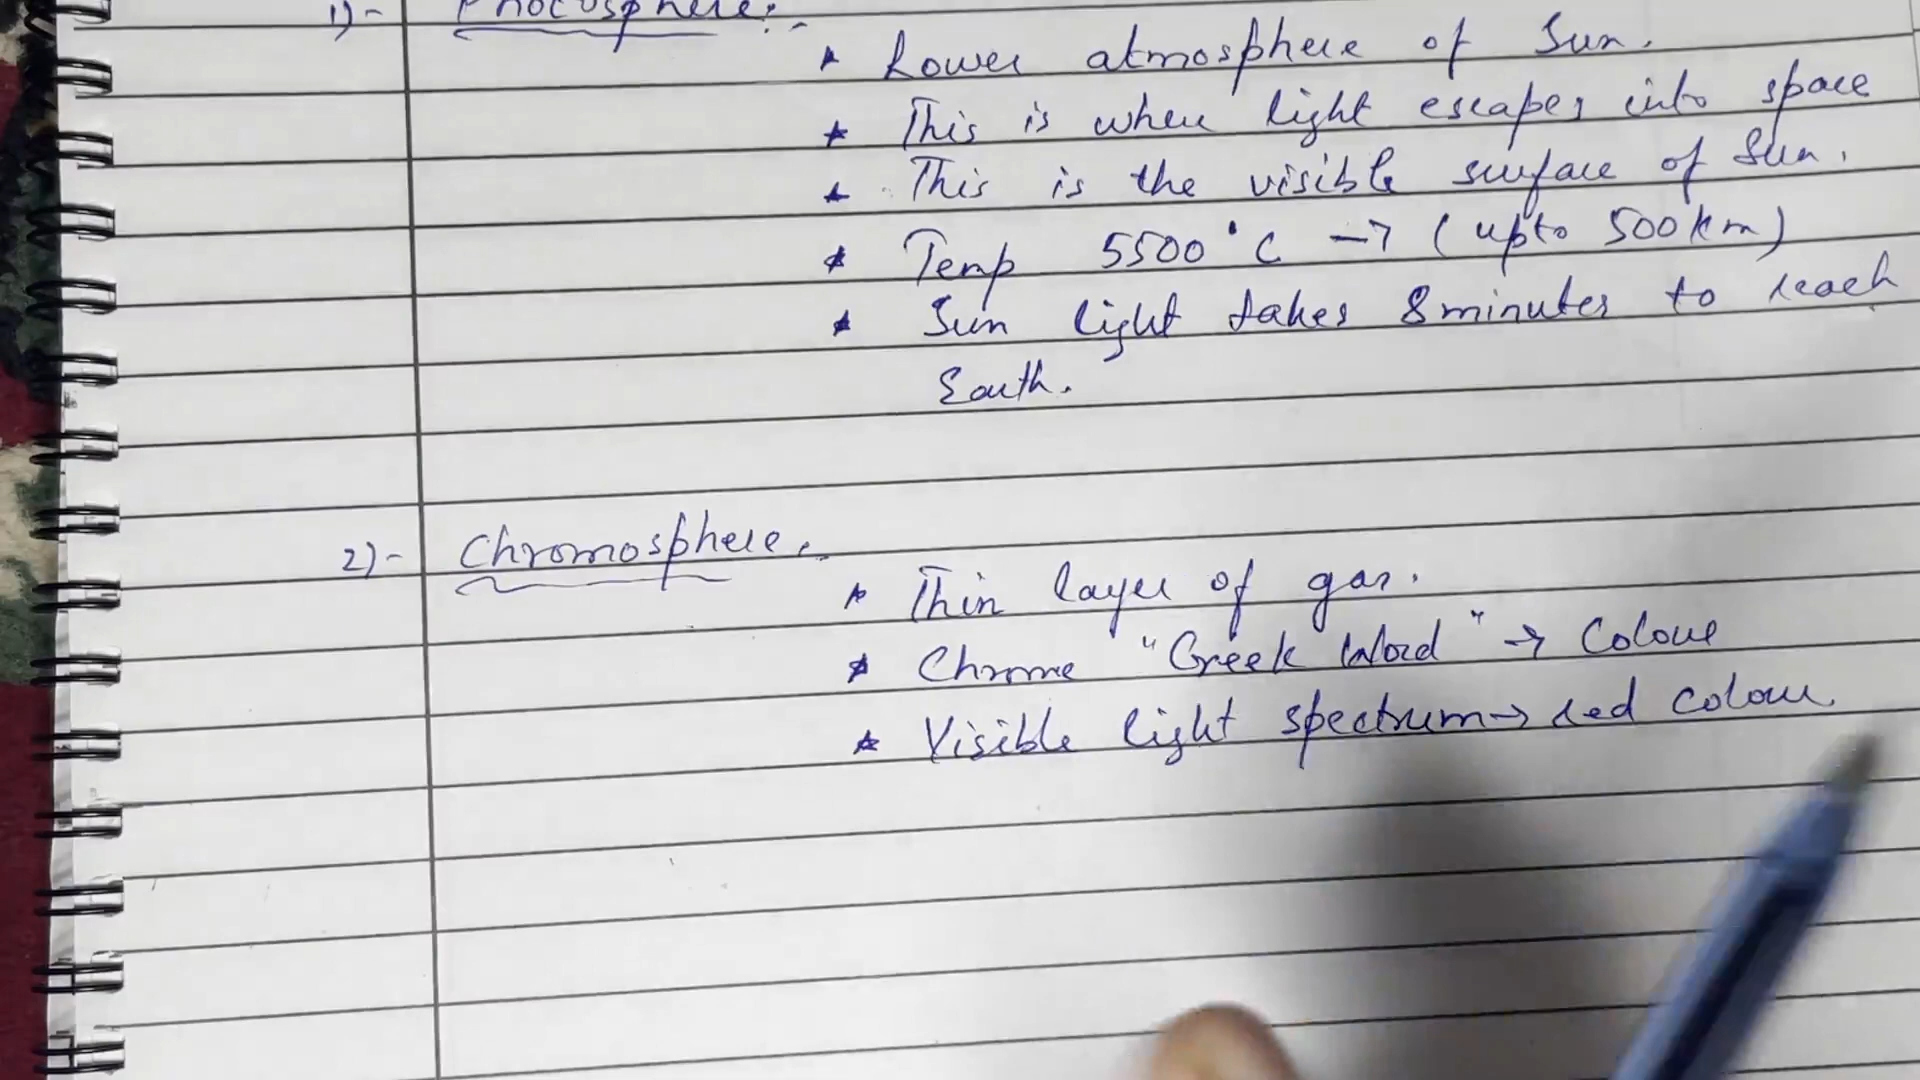 1)- Photosphere:-
* Lower atmosphere of Sun.
* This is where light escapes into space
* This is the visible surface of Sun.
* Temp 5500°C → (upto 500km)
* Sun light takes 8 minutes to reach
Earth.
2)- Chromosphere:-
* Thin layer of gas.
* Chrome "Greek Word" → Colour
* Visible light spectrum → red colour.